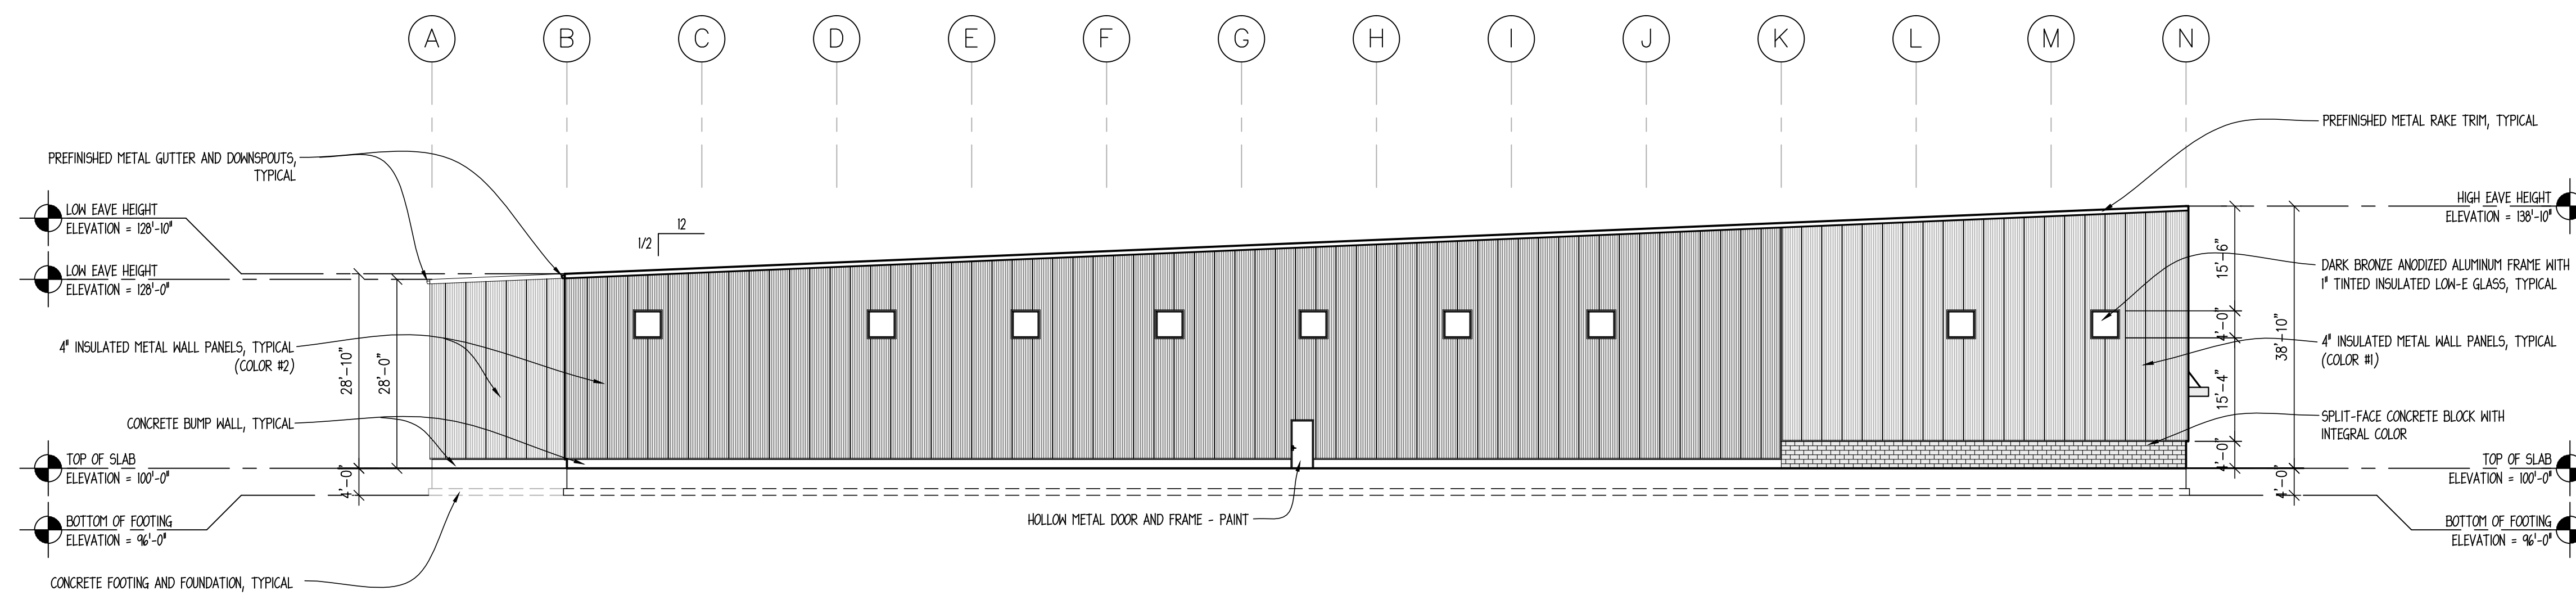 A B C D E F G H I J K L M N
PREFINISHED METAL RAKE TRIM, TYPICAL
PREFINISHED METAL GUTTER AND DOWNSPOUTS,
TYPICAL
LOW EAVE HEIGHT
ELEVATION = 128'-10"
LOW EAVE HEIGHT
ELEVATION = 128'-0"
12
1/2
HIGH EAVE HEIGHT
ELEVATION = 138'-10"
15'-6"
DARK BRONZE ANODIZED ALUMINUM FRAME WITH
1" TINTED INSULATED LOW-E GLASS, TYPICAL
4'-0"
38'-10"
4" INSULATED METAL WALL PANELS, TYPICAL
(COLOR #2)
28'-10"
28'-0"
4" INSULATED METAL WALL PANELS, TYPICAL
(COLOR #1)
15'-4"
CONCRETE BUMP WALL, TYPICAL
SPLIT-FACE CONCRETE BLOCK WITH
INTEGRAL COLOR
4'-0"
TOP OF SLAB
ELEVATION = 100'-0"
4'-0"
TOP OF SLAB
ELEVATION = 100'-0"
4'-0"
BOTTOM OF FOOTING
ELEVATION = 96'-0"
HOLLOW METAL DOOR AND FRAME - PAINT
BOTTOM OF FOOTING
ELEVATION = 96'-0"
CONCRETE FOOTING AND FOUNDATION, TYPICAL